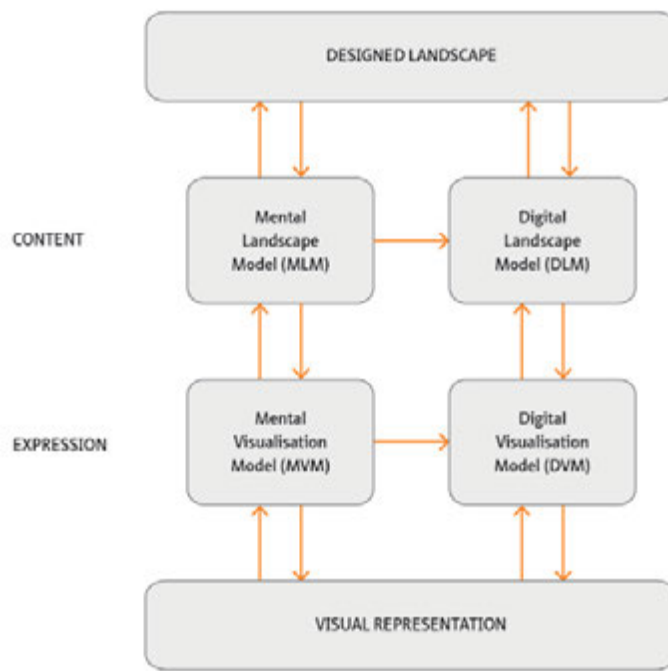 DESIGNED LANDSCAPE
CONTENT
Mental
Landscape
Model (MLM)
Digital
Landscape
Model (DLM)
EXPRESSION
Mental
Visualisation
Model (MVM)
Digital
Visualisation
Model (DVM)
VISUAL REPRESENTATION